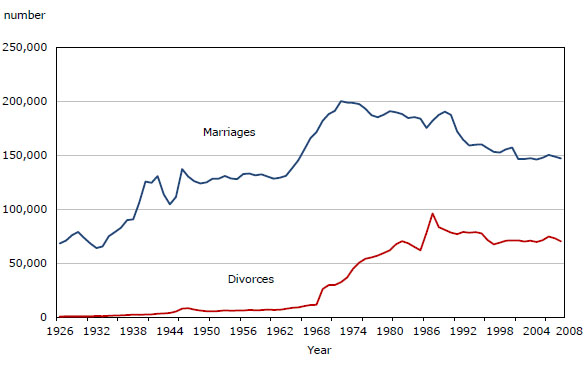 number
250,000
200,000
Marriages
150,000
100,000
50,000
Divorces
0
1926 1932 1938 1944 1950 1956 1962 1968 1974 1980 1986 1992 1998 2004 2008
Year